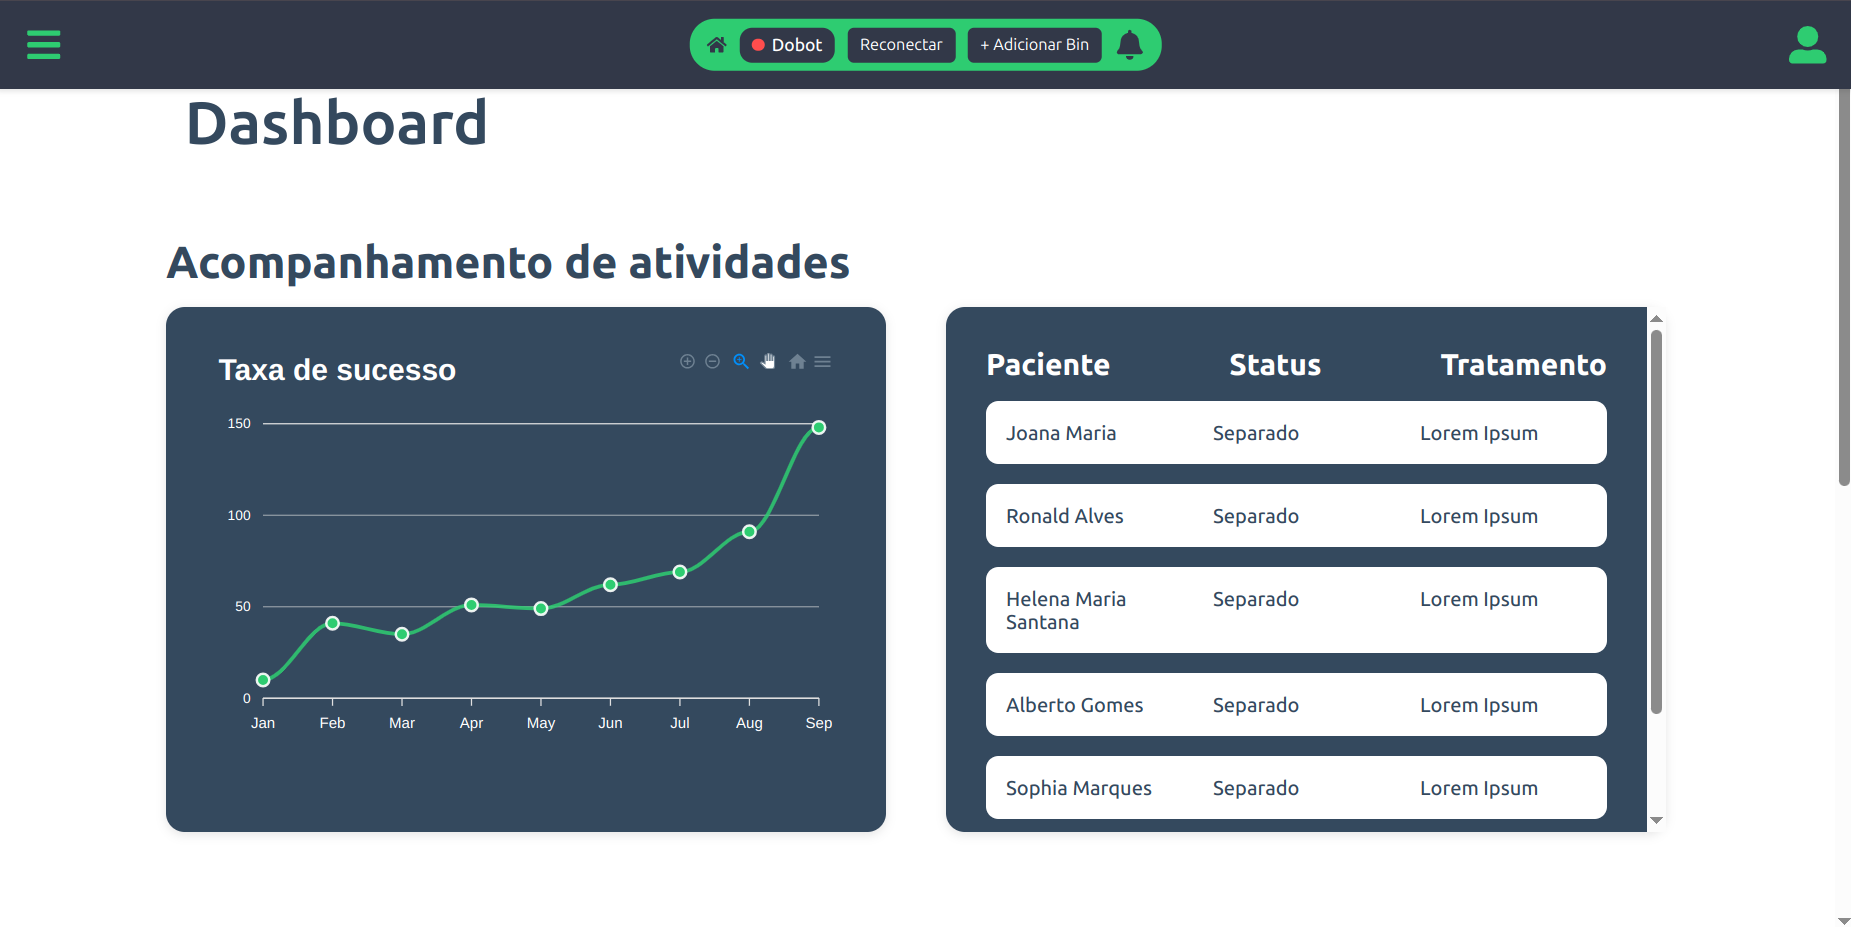 Dobot Reconectar + Adicionar Bin
Dashboard
Acompanhamento de atividades
Taxa de sucesso
150
100
50
0
Jan Feb Mar Apr May Jun Jul Aug Sep
Paciente Status Tratamento
Joana Maria Separado Lorem Ipsum
Ronald Alves Separado Lorem Ipsum
Helena Maria Separado Lorem Ipsum
Santana
Alberto Gomes Separado Lorem Ipsum
Sophia Marques Separado Lorem Ipsum